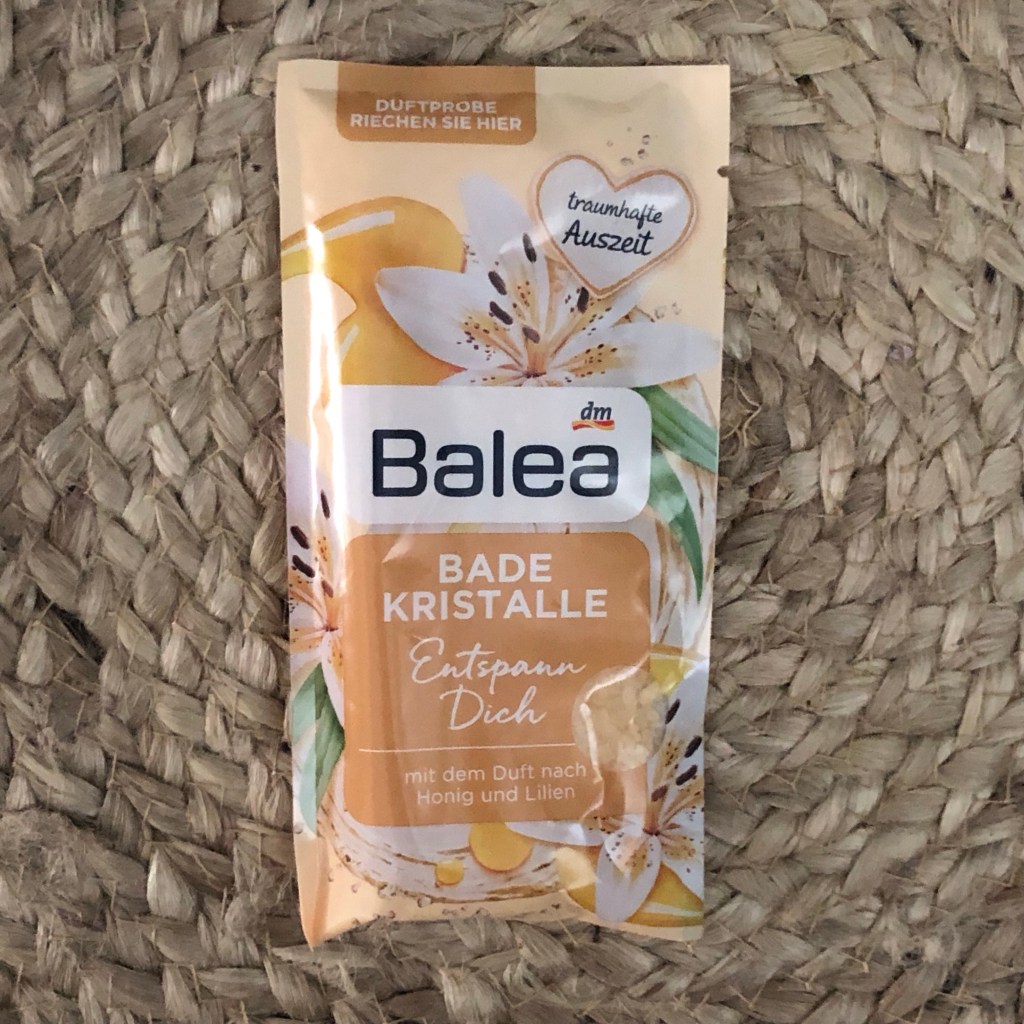 DUFTPROBE
RIECHEN SIE HIER
traumhafte
Auszeit
dm
Balea
BADE
KRISTALLE
Entspann
Dich
mit dem Duft nach
Honig und Lilien